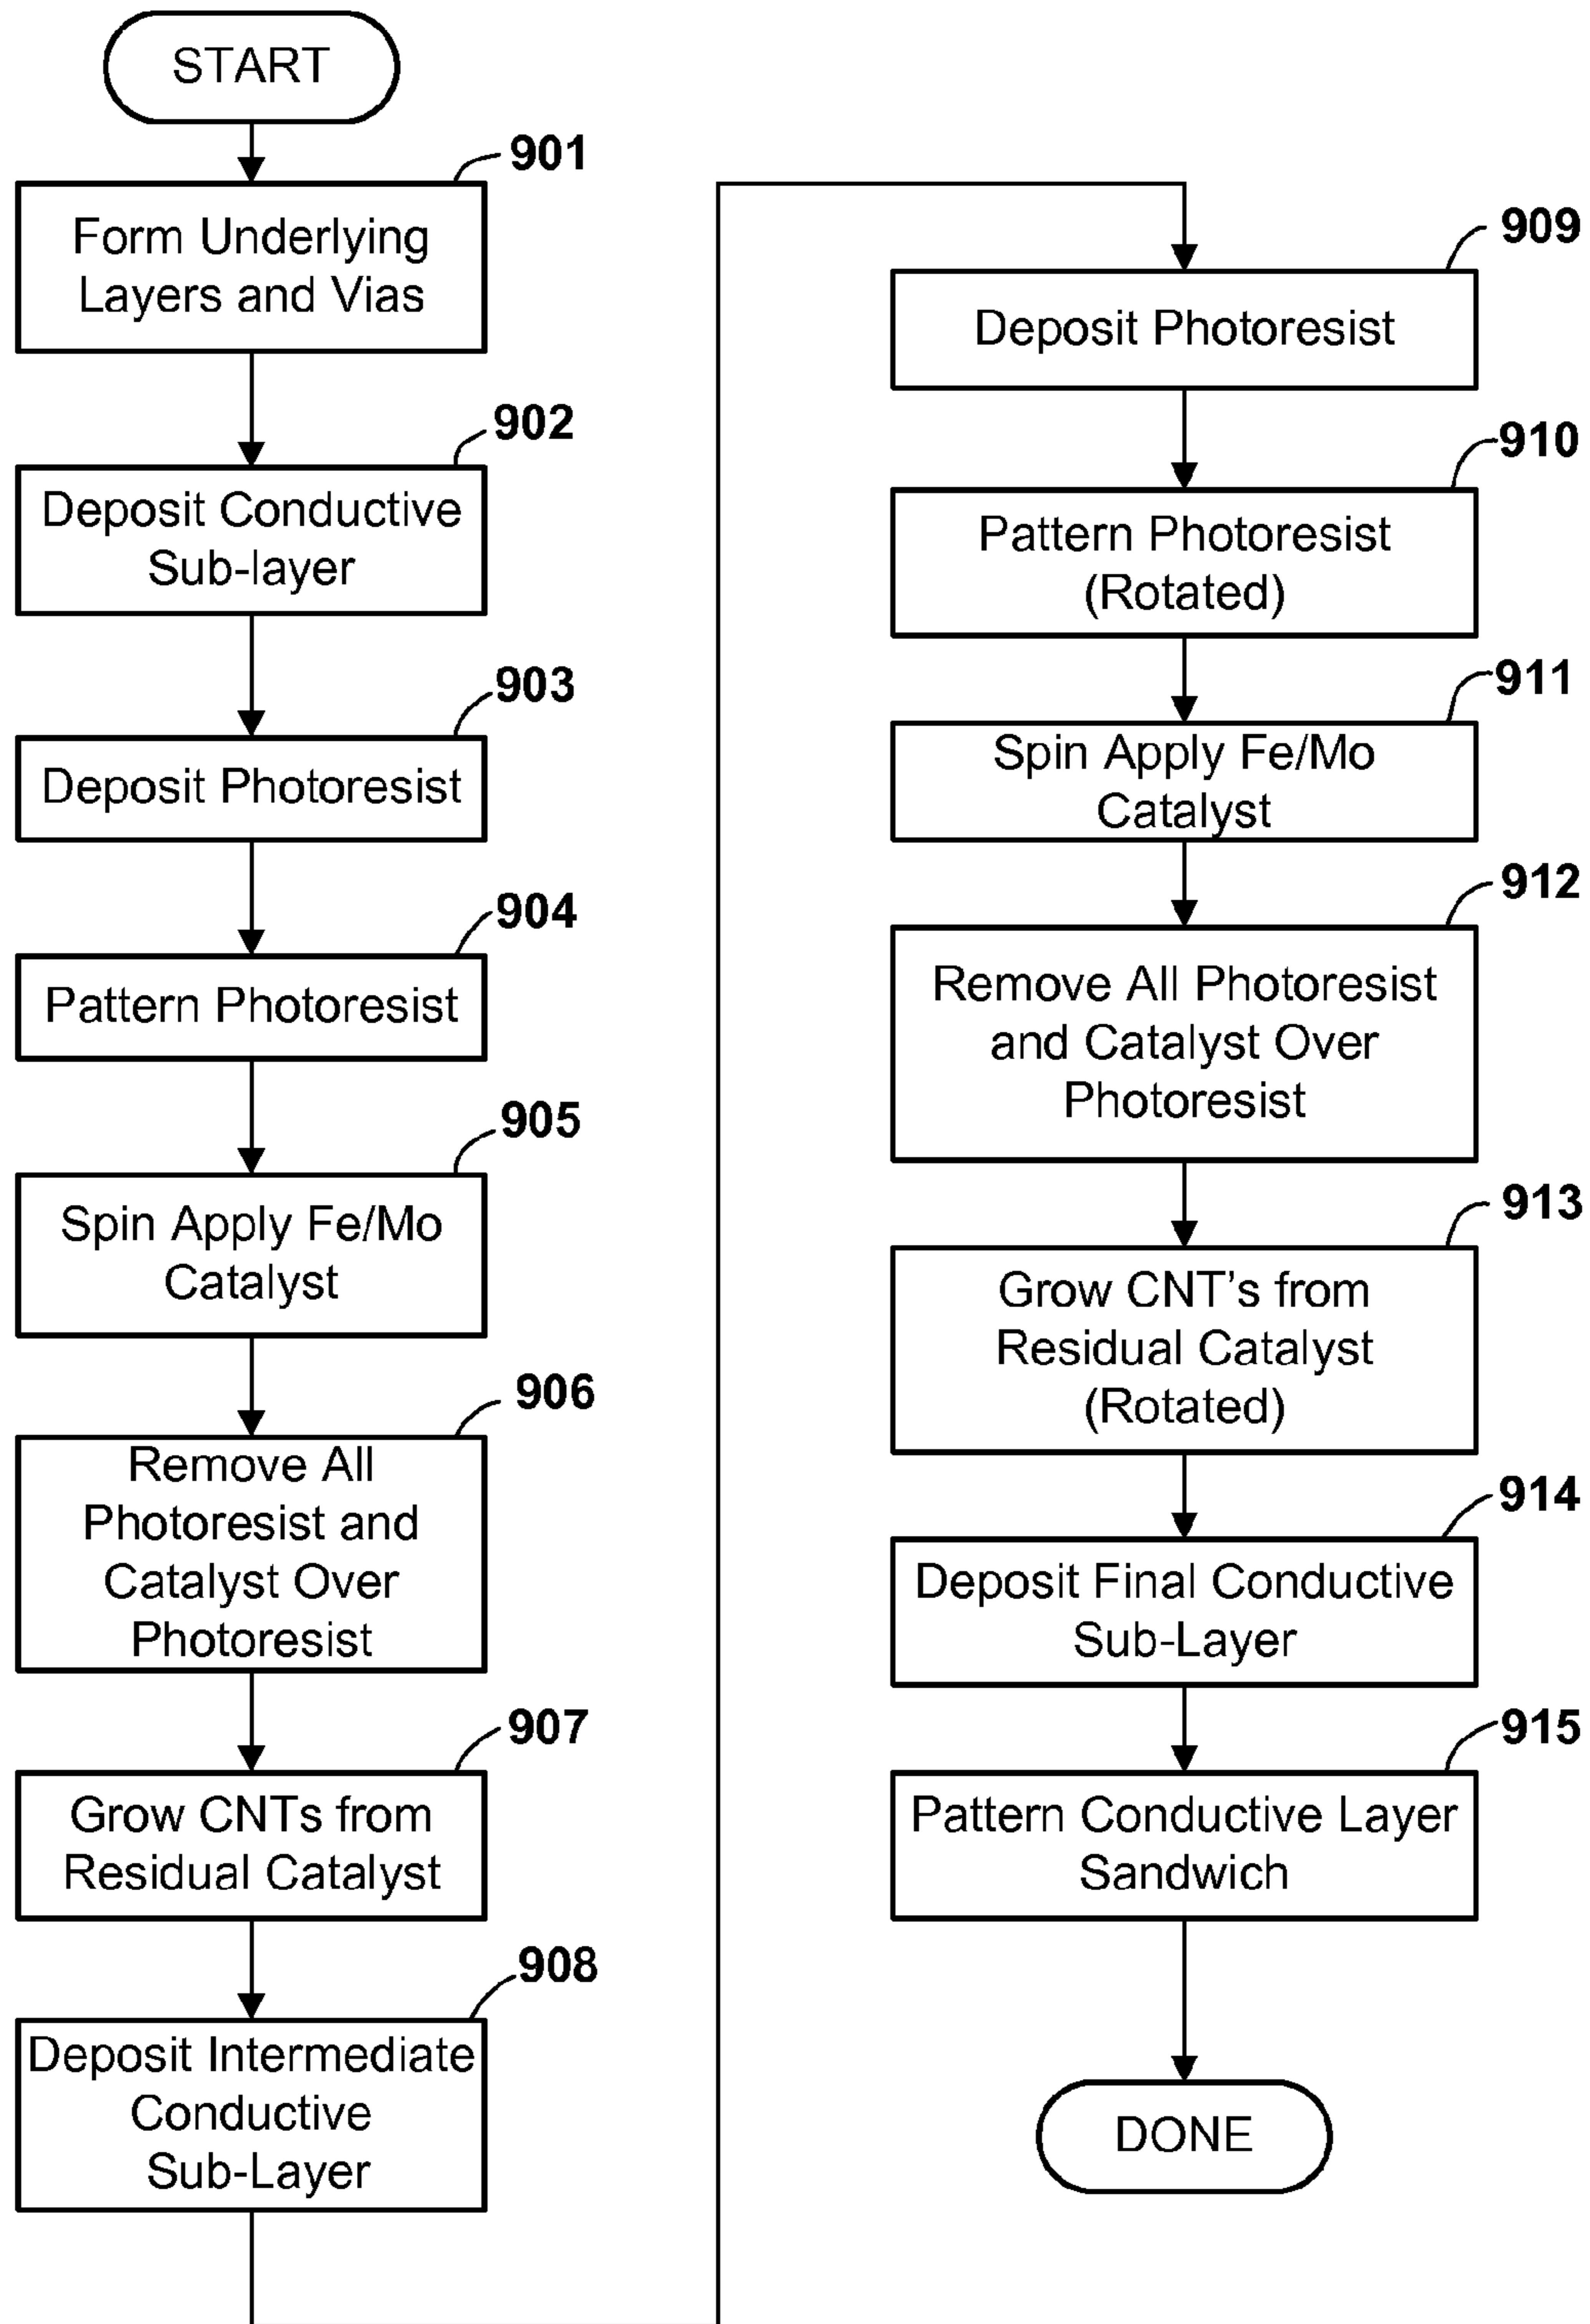 START
901
Form Underlying
Layers and Vias
902
Deposit Conductive
Sub-layer
903
Deposit Photoresist
904
Pattern Photoresist
905
Spin Apply Fe/Mo
Catalyst
906
Remove All
Photoresist and
Catalyst Over
Photoresist
907
Grow CNTs from
Residual Catalyst
908
Deposit Intermediate
Conductive
Sub-Layer
909
Deposit Photoresist
910
Pattern Photoresist
(Rotated)
911
Spin Apply Fe/Mo
Catalyst
912
Remove All Photoresist
and Catalyst Over
Photoresist
913
Grow CNT's from
Residual Catalyst
(Rotated)
914
Deposit Final Conductive
Sub-Layer
915
Pattern Conductive Layer
Sandwich
DONE